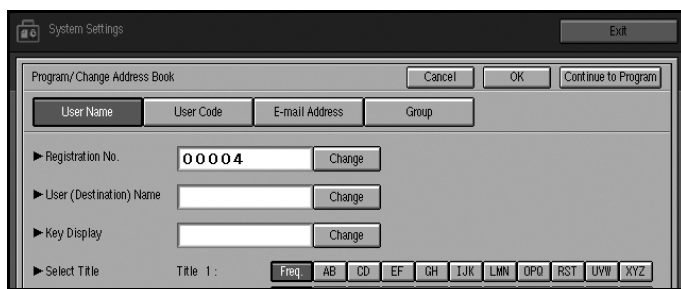 System Settings Exit
Program/Change Address Book Cancel OK Continue to Program
User Name User Code E-mail Address Group
►Registration No. 00004 Change
►User (Destination) Name Change
►Key Display Change
►Select Title Title 1 : Freq. AB CD EF GH IJK LMN OPQ RST UVW XYZ